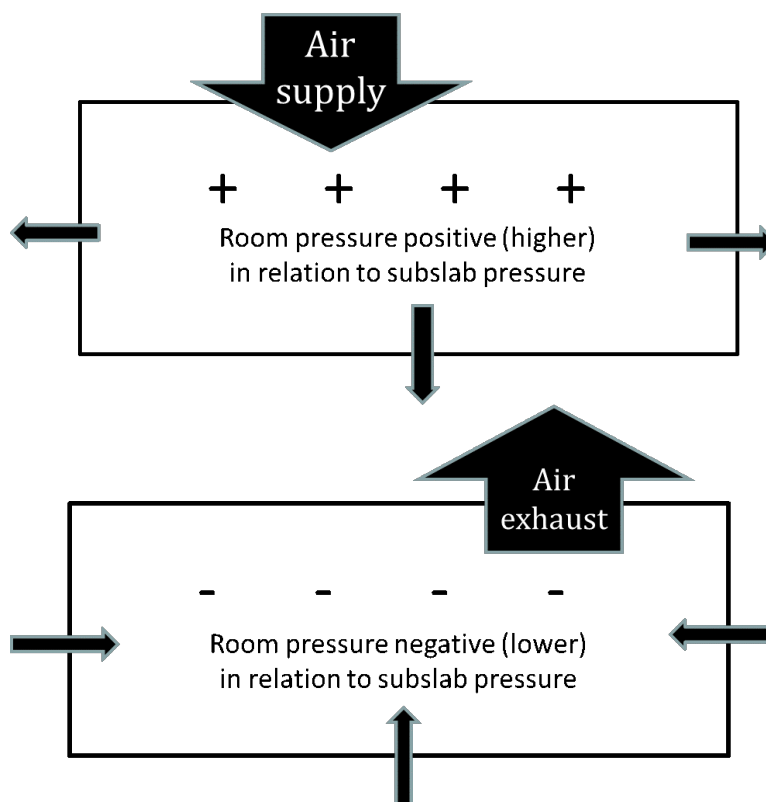 Air
supply
+ + + +
Room pressure positive (higher)
in relation to subslab pressure
Air
exhaust
- - - -
Room pressure negative (lower)
in relation to subslab pressure